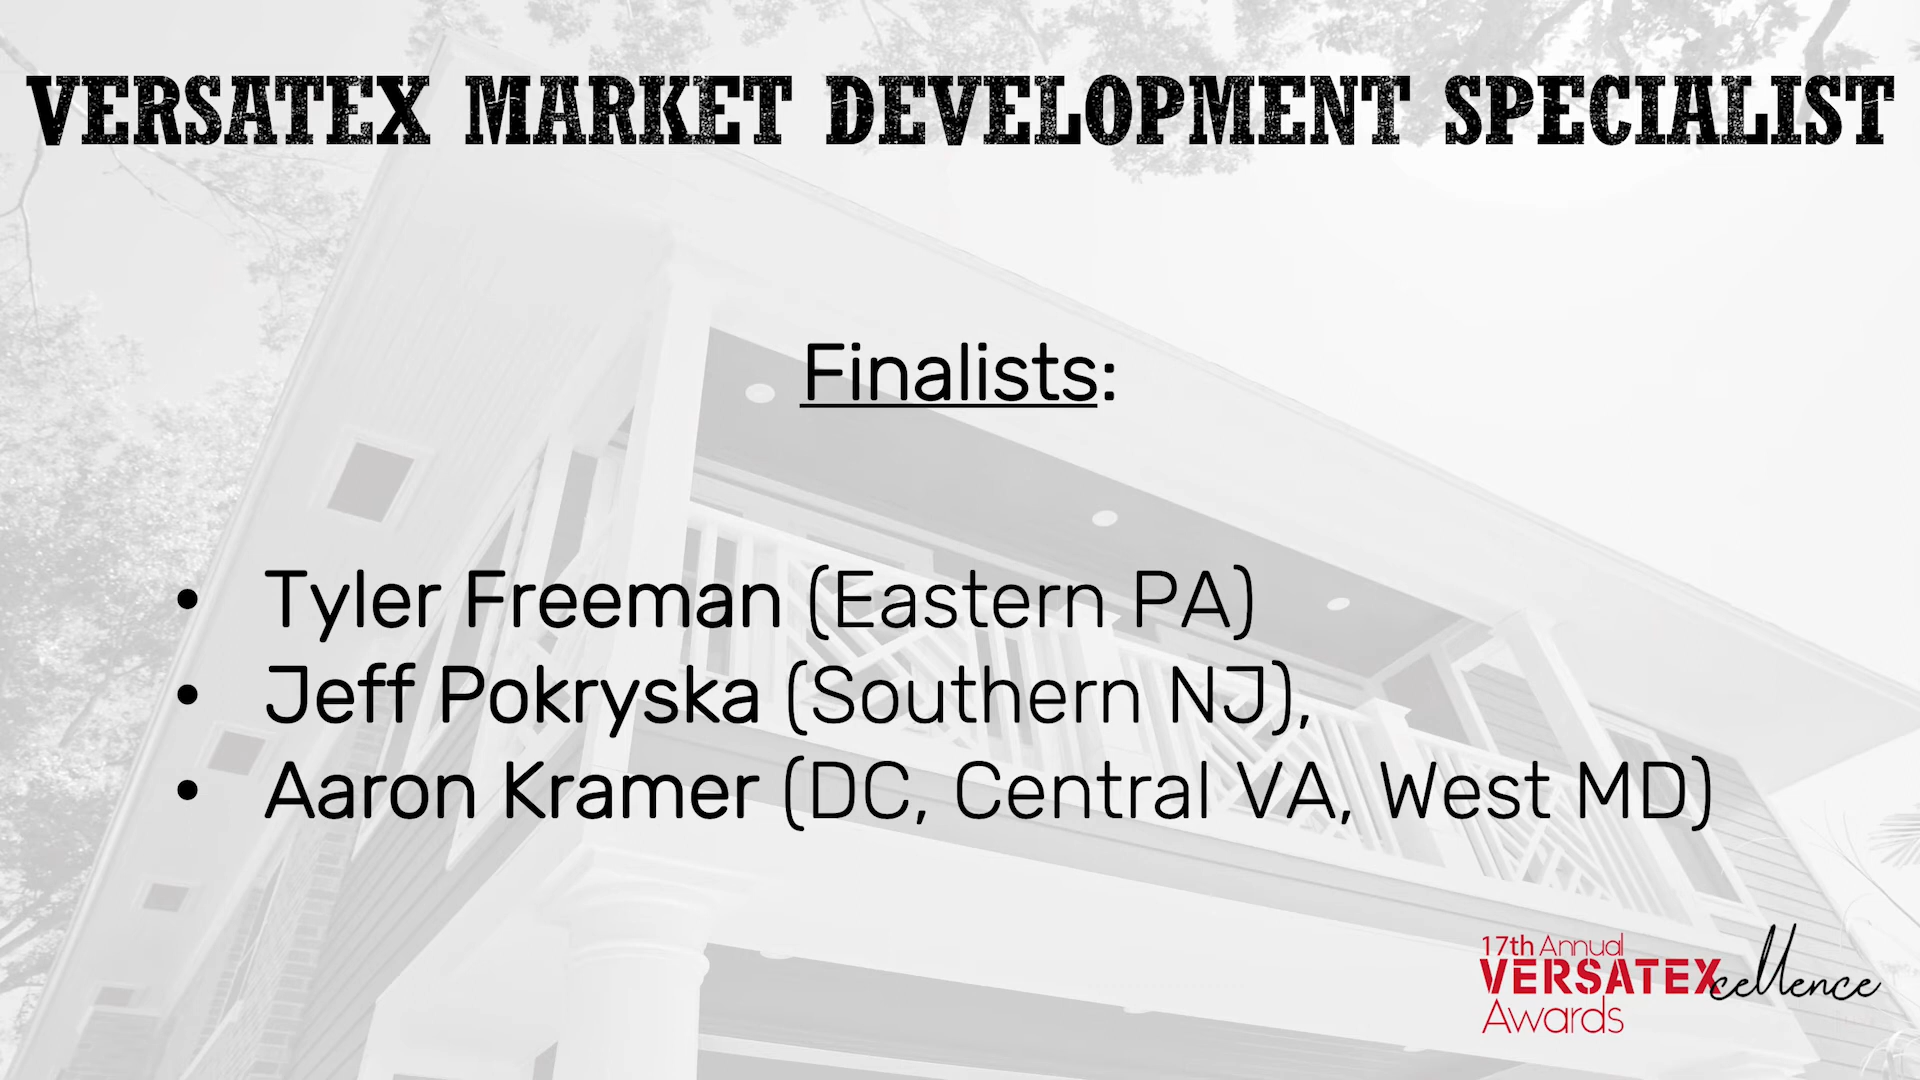 VERSATEX MARKET DEVELOPMENT SPECIALIST
Finalists:
• Tyler Freeman (Eastern PA)
• Jeff Pokryska (Southern NJ),
• Aaron Kramer (DC, Central VA, West MD)
17th Annual
VERSATEXcellence
Awards